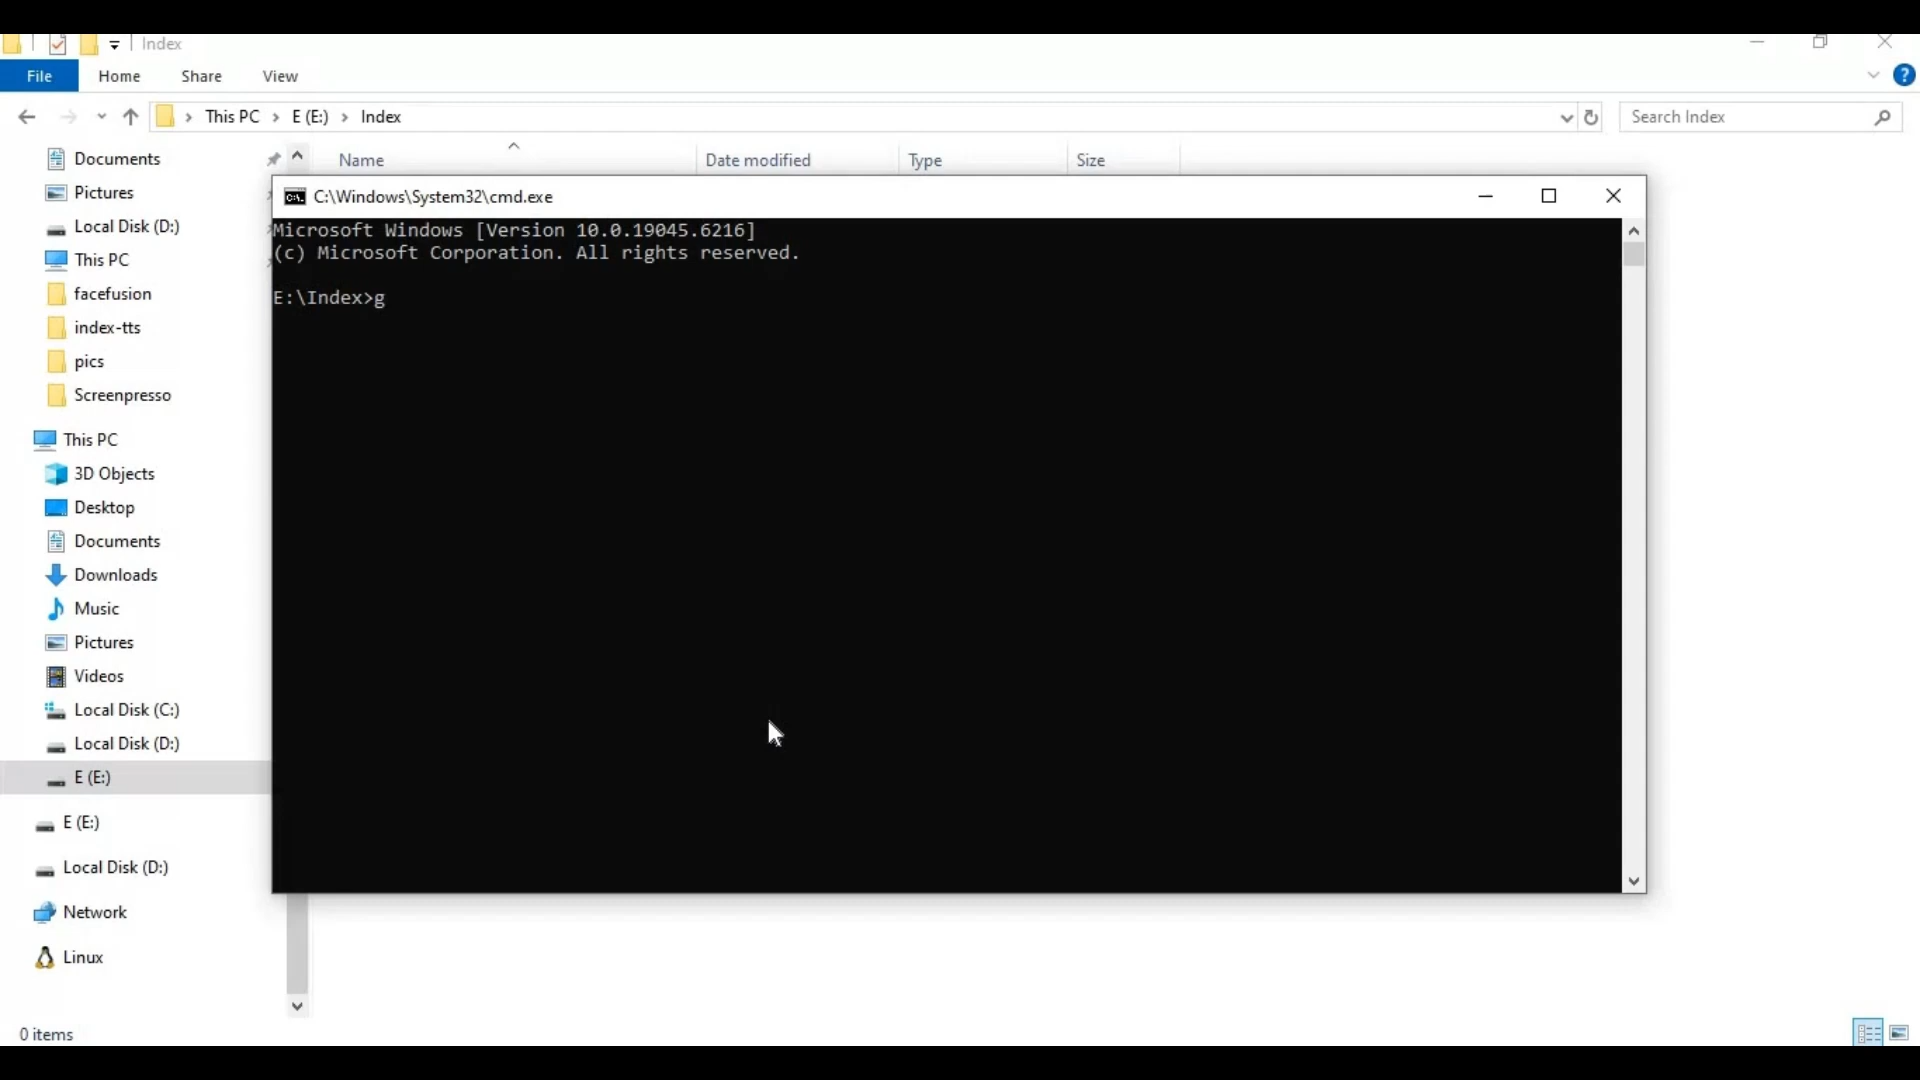 Index
File Home Share View
This PC E (E:) Index
Search Index
Name Date modified Type Size
Documents
Pictures
Local Disk (D:)
This PC
facefusion
index-tts
pics
Screenpresso
This PC
3D Objects
Desktop
Documents
Downloads
Music
Pictures
Videos
Local Disk (C:)
Local Disk (D:)
E (E:)
E (E:)
Local Disk (D:)
Network
Linux
0 items
C:\Windows\System32\cmd.exe
Microsoft Windows [Version 10.0.19045.6216]
(c) Microsoft Corporation. All rights reserved.
E:\Index>g